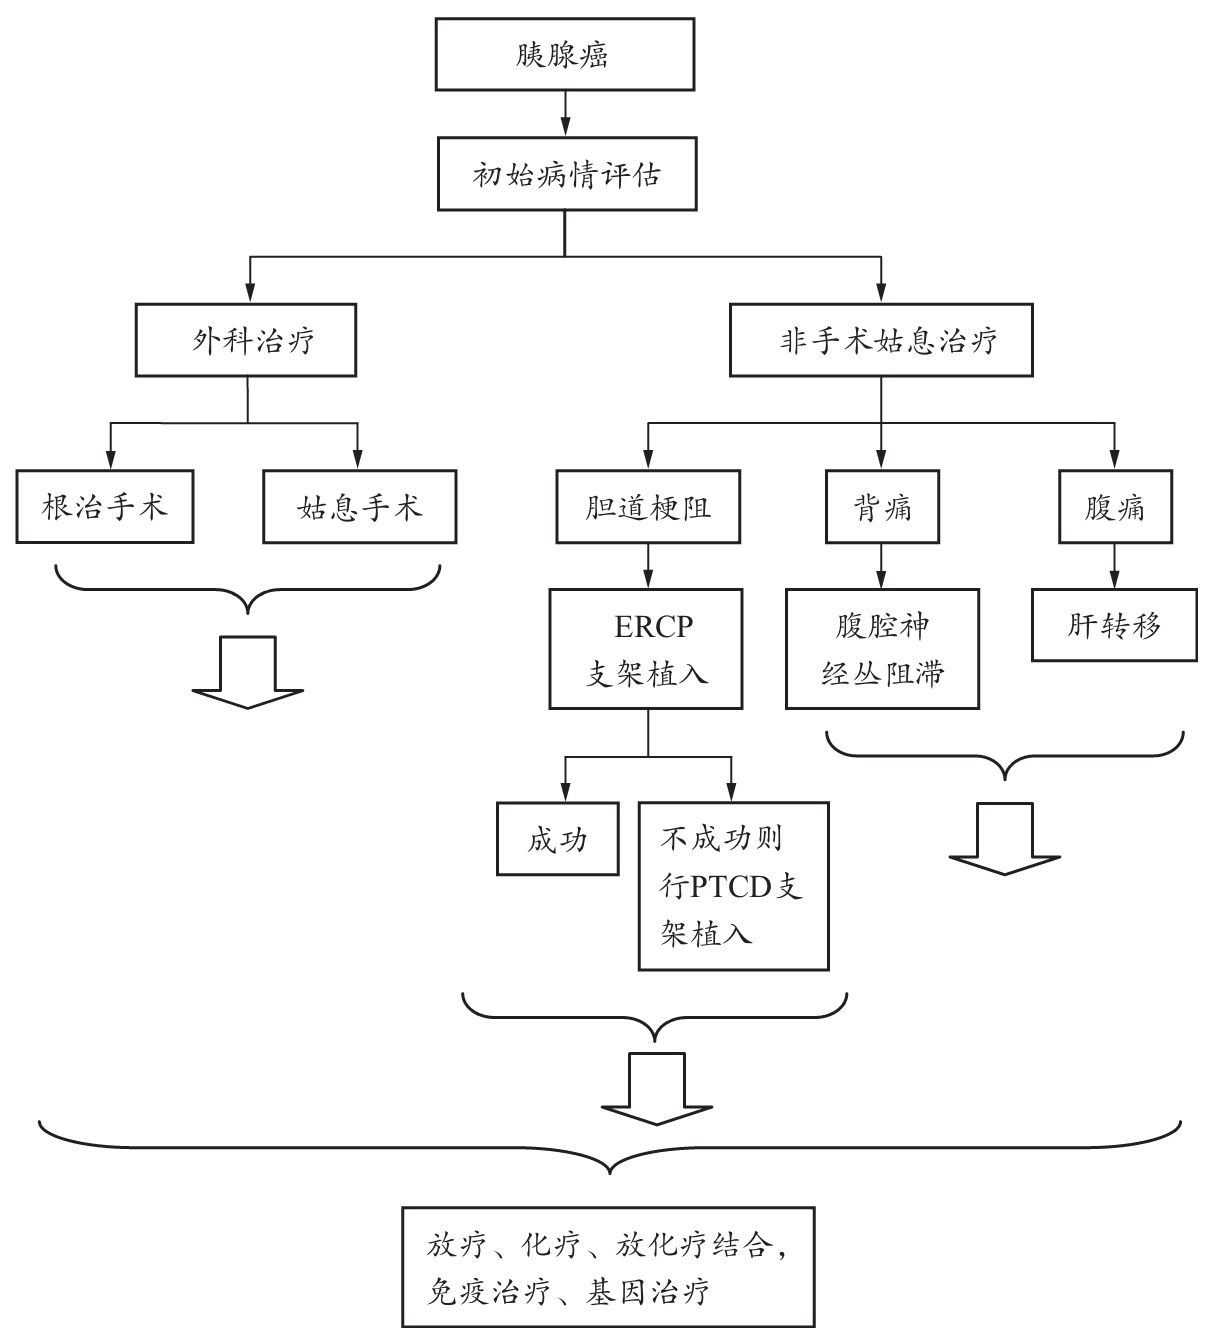 胰腺癌
初始病情评估
外科治疗
非手术姑息治疗
根治手术
姑息手术
胆道梗阻
背痛
腹痛
ERCP
支架植入
腹腔神
经丛阻滞
肝转移
成功
不成功则
行PTCD支
架植入
放疗、化疗、放化疗结合，
免疫治疗、基因治疗